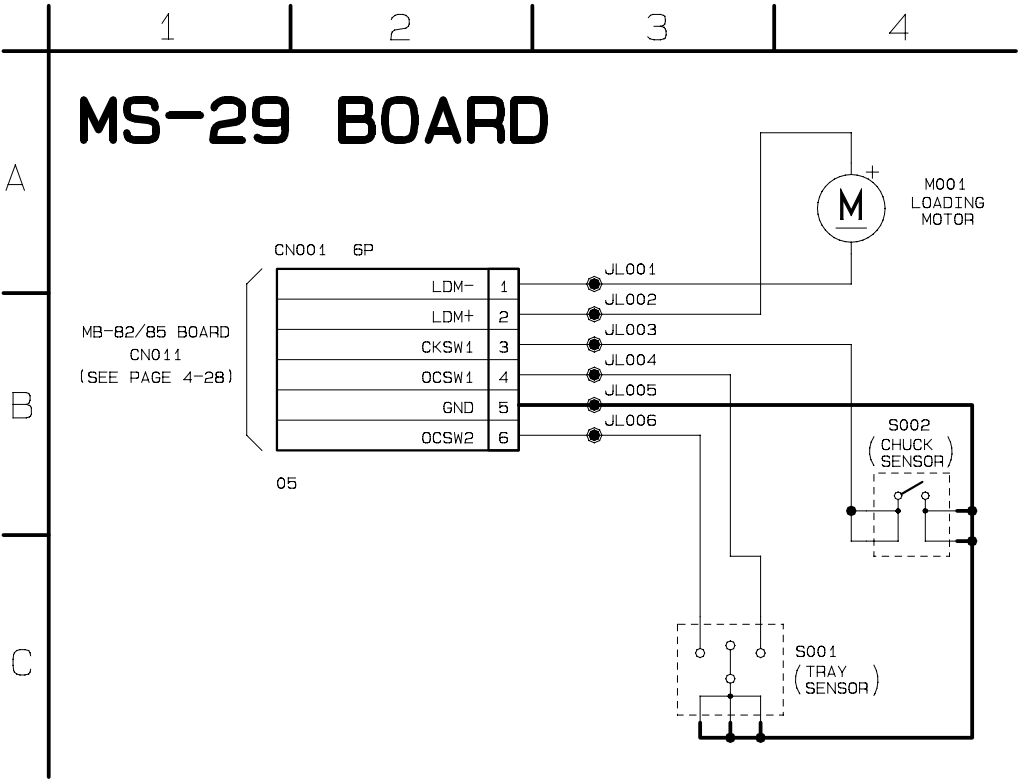 1 2 3 4
MS-29 BOARD
A
+
M
M001
LOADING
MOTOR
CN001 6P
JL001
LDM- 1
JL002
LDM+ 2
JL003
CKSW1 3
JL004
OCSW1 4
JL005
GND 5
JL006
OCSW2 6
MB-82/85 BOARD
CN011
(SEE PAGE 4-28)
B
05
S002
(CHUCK
SENSOR)
C
S001
(TRAY
SENSOR)